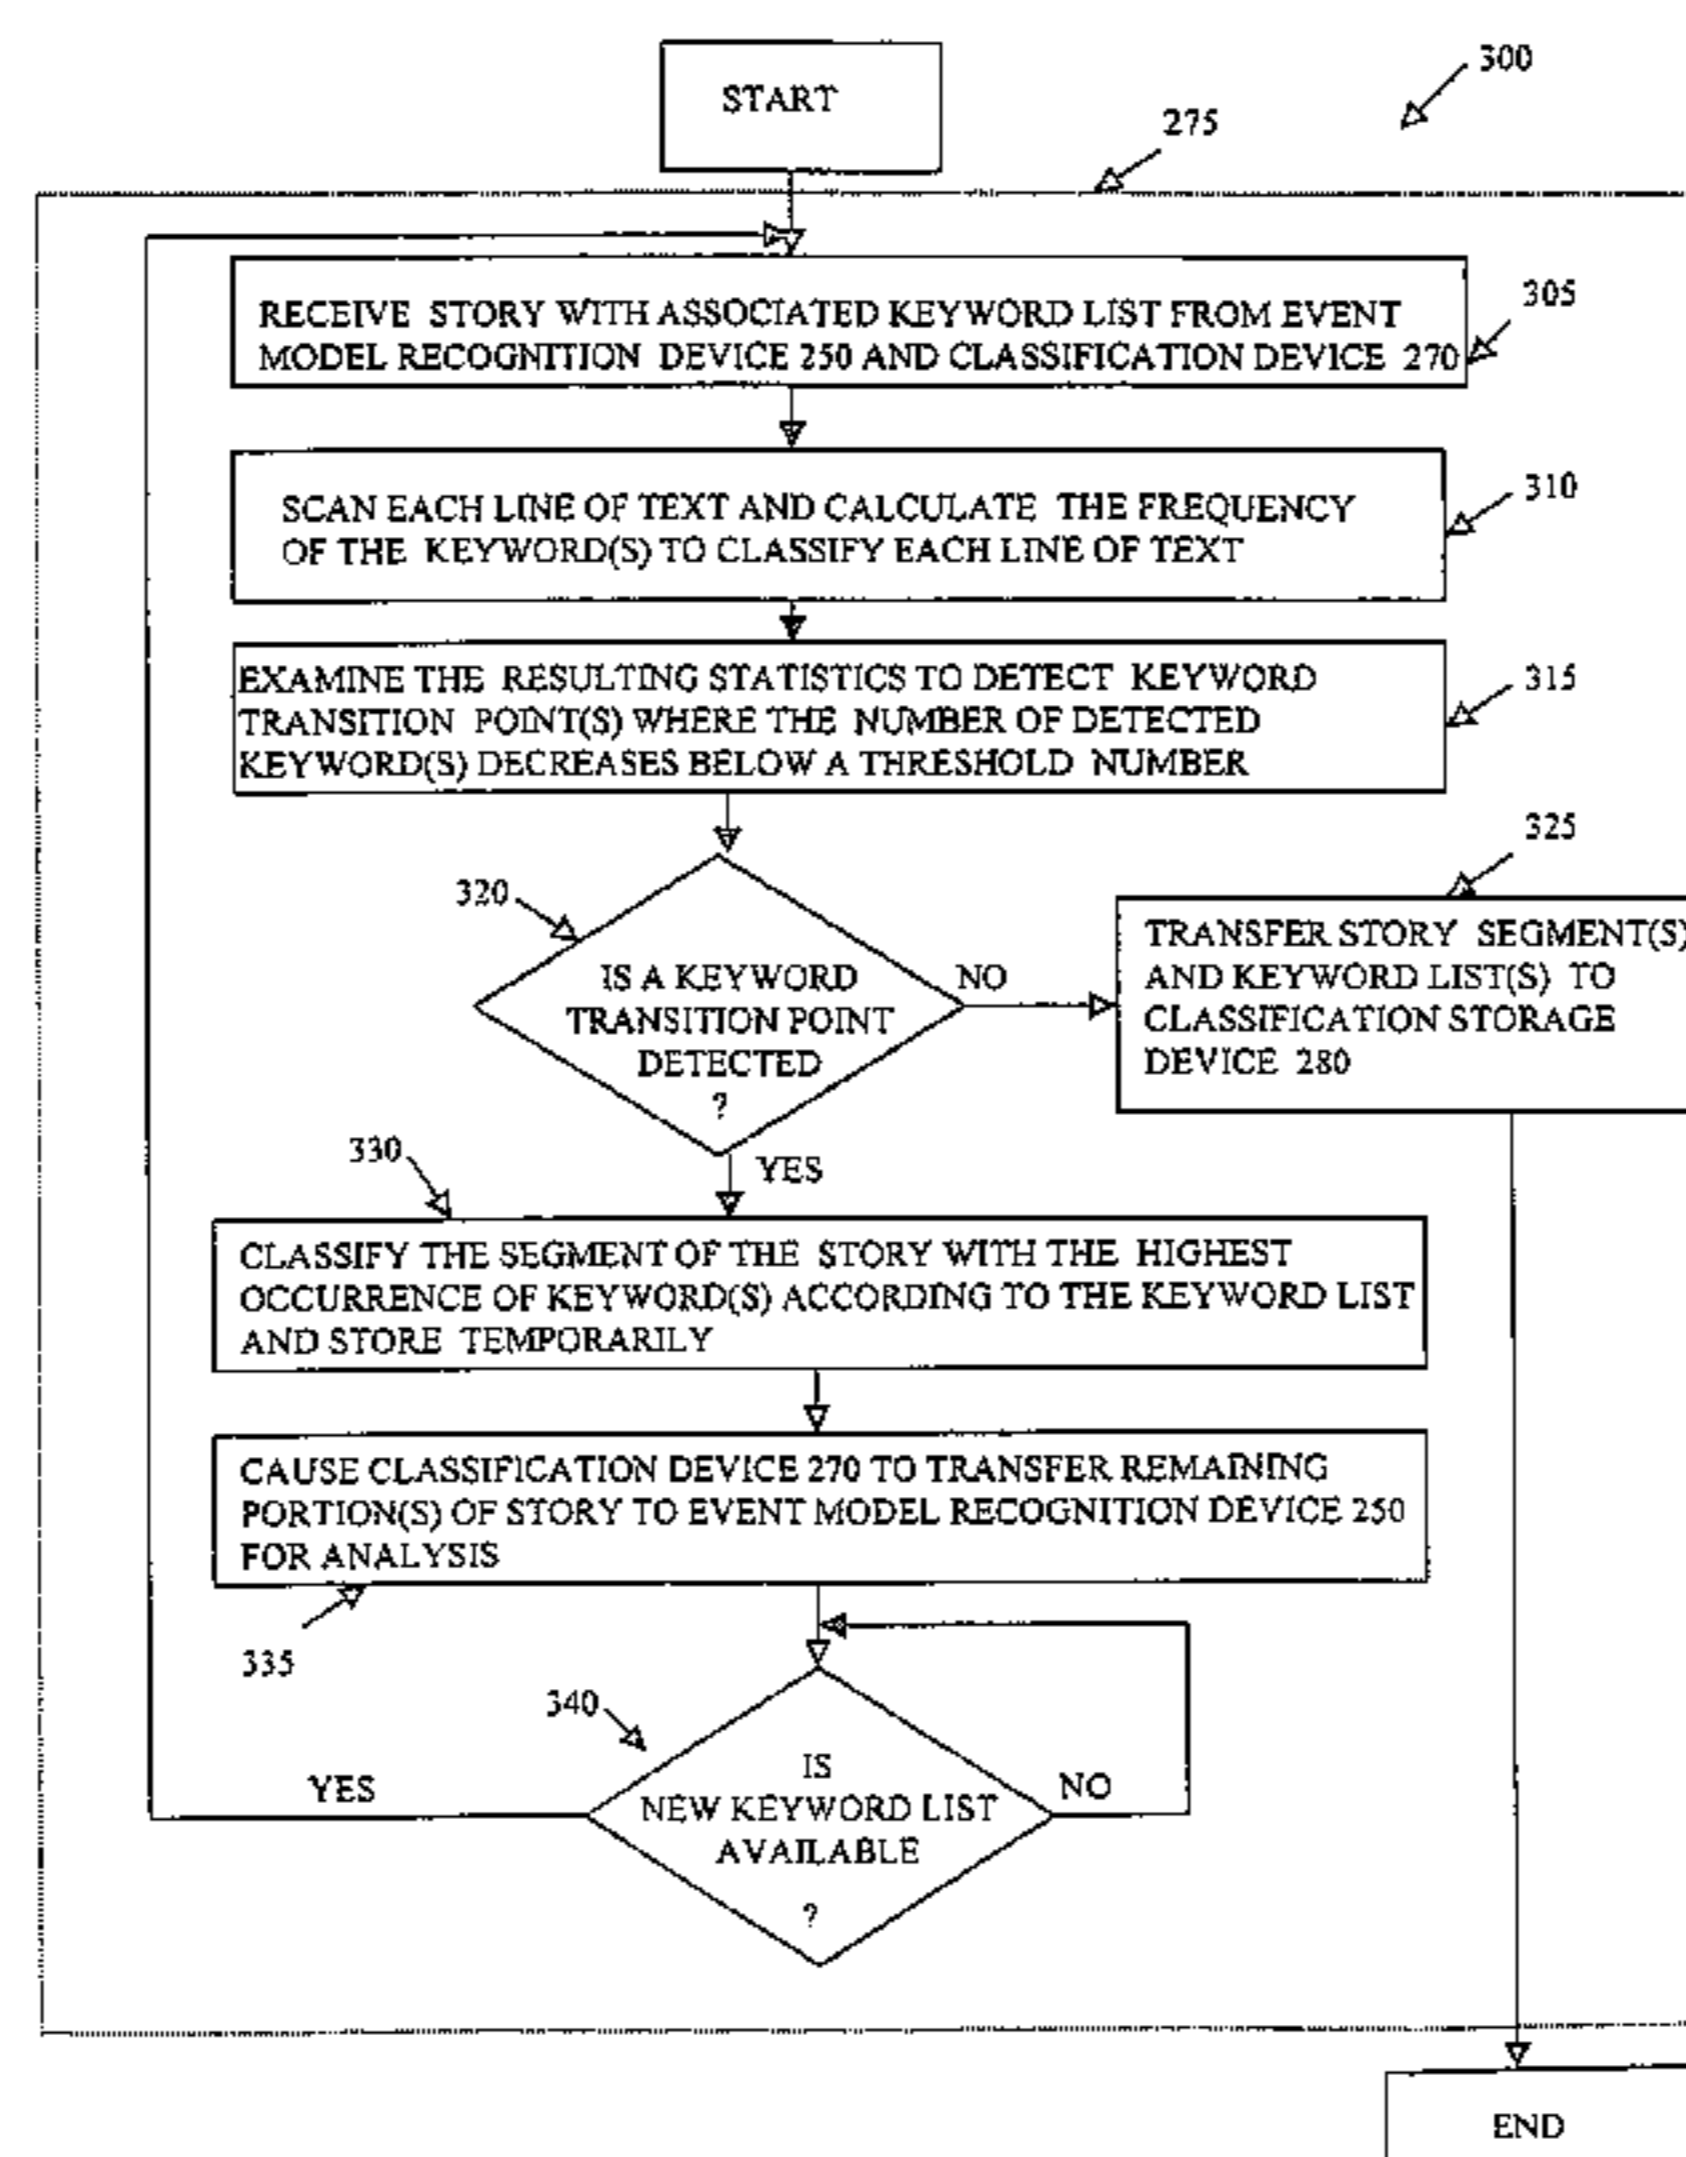 START
300
275
RECEIVE STORY WITH ASSOCIATED KEYWORD LIST FROM EVENT
MODEL RECOGNITION DEVICE 250 AND CLASSIFICATION DEVICE 270
305
SCAN EACH LINE OF TEXT AND CALCULATE THE FREQUENCY
OF THE KEYWORD(S) TO CLASSIFY EACH LINE OF TEXT
310
EXAMINE THE RESULTING STATISTICS TO DETECT KEYWORD
TRANSITION POINT(S) WHERE THE NUMBER OF DETECTED
KEYWORD(S) DECREASES BELOW A THRESHOLD NUMBER
315
320
IS A KEYWORD
TRANSITION POINT
DETECTED
?
NO
325
TRANSFER STORY SEGMENT(S)
AND KEYWORD LIST(S) TO
CLASSIFICATION STORAGE
DEVICE 280
YES
330
CLASSIFY THE SEGMENT OF THE STORY WITH THE HIGHEST
OCCURRENCE OF KEYWORD(S) ACCORDING TO THE KEYWORD LIST
AND STORE TEMPORARILY
CAUSE CLASSIFICATION DEVICE 270 TO TRANSFER REMAINING
PORTION(S) OF STORY TO EVENT MODEL RECOGNITION DEVICE 250
FOR ANALYSIS
335
340
IS
NEW KEYWORD LIST
AVAILABLE
?
YES
NO
END